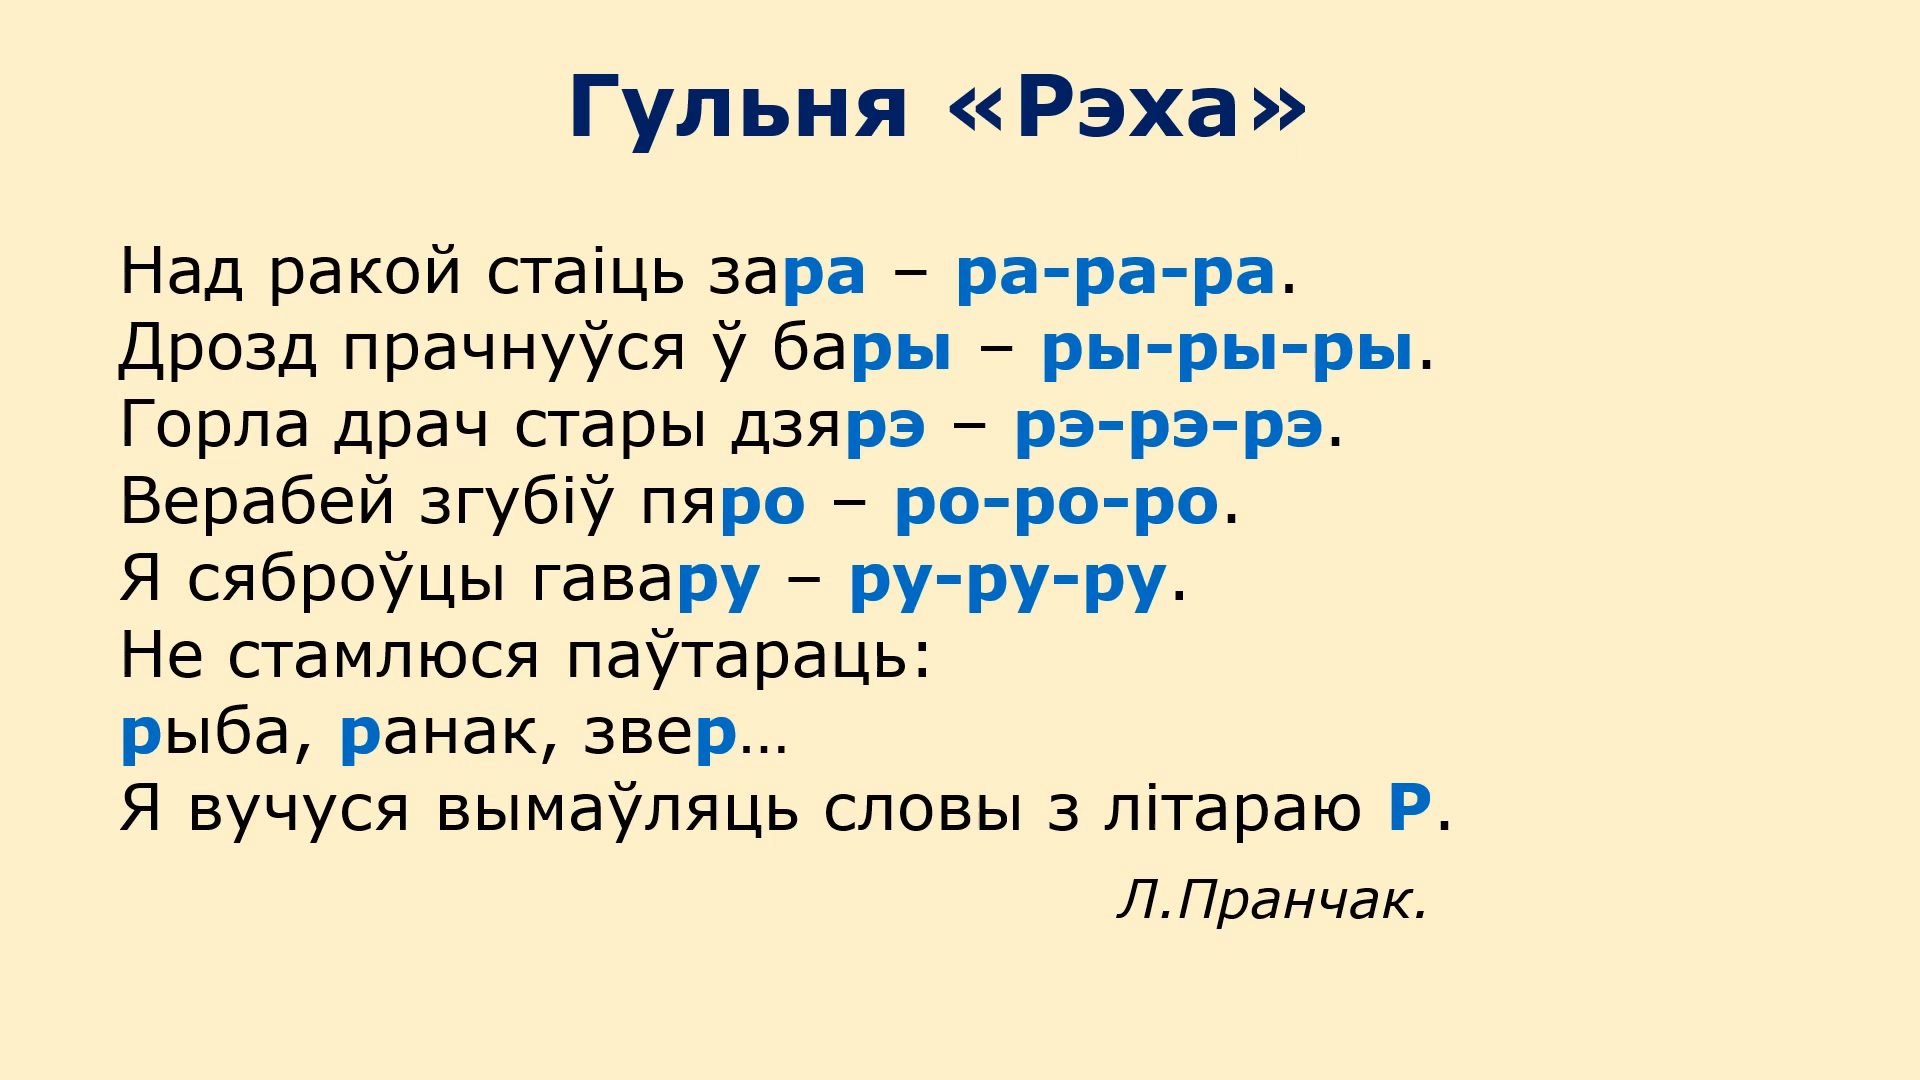 Гульня «Рэха»
Над ракой стаіць зара – ра-ра-ра.
Дрозд прачнуўся ў бары – ры-ры-ры.
Горла драч стары дзярэ – рэ-рэ-рэ.
Верабей згубіў пяро – ро-ро-ро.
Я сяброўцы гавару – ру-ру-ру.
Не стамлюся паўтараць:
рыба, ранак, звер…
Я вучуся вымаўляць словы з літараю Р.
Л.Пранчак.